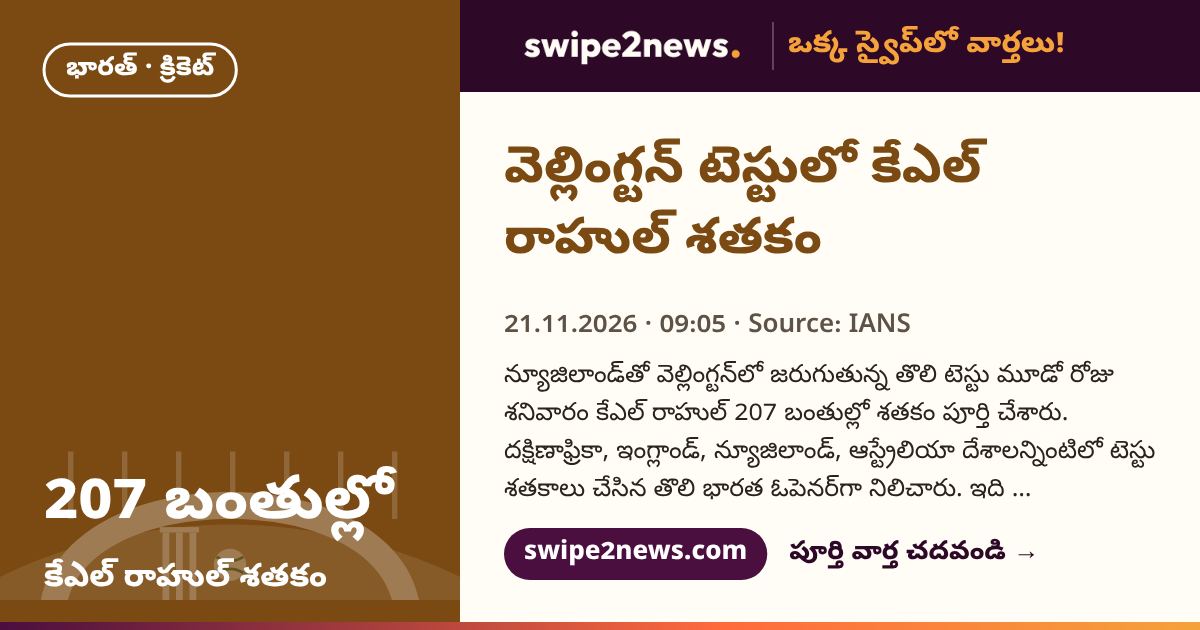 భారత్ · క్రికెట్
207 బంతుల్లో
కేఎల్ రాహుల్ శతకం
swipe2news.
ఒక్క స్వైప్‌లో వార్తలు!
వెల్లింగ్టన్ టెస్టులో కేఎల్
రాహుల్ శతకం
21.11.2026 · 09:05 · Source: IANS
న్యూజిలాండ్‌తో వెల్లింగ్టన్‌లో జరుగుతున్న తొలి టెస్టు మూడో రోజు
శనివారం కేఎల్ రాహుల్ 207 బంతుల్లో శతకం పూర్తి చేశారు.
దక్షిణాఫ్రికా, ఇంగ్లాండ్, న్యూజిలాండ్, ఆస్ట్రేలియా దేశాలన్నింటిలో టెస్టు
శతకాలు చేసిన తొలి భారత ఓపెనర్‌గా నిలిచారు. ఇది ...
swipe2news.com
పూర్తి వార్త చదవండి →